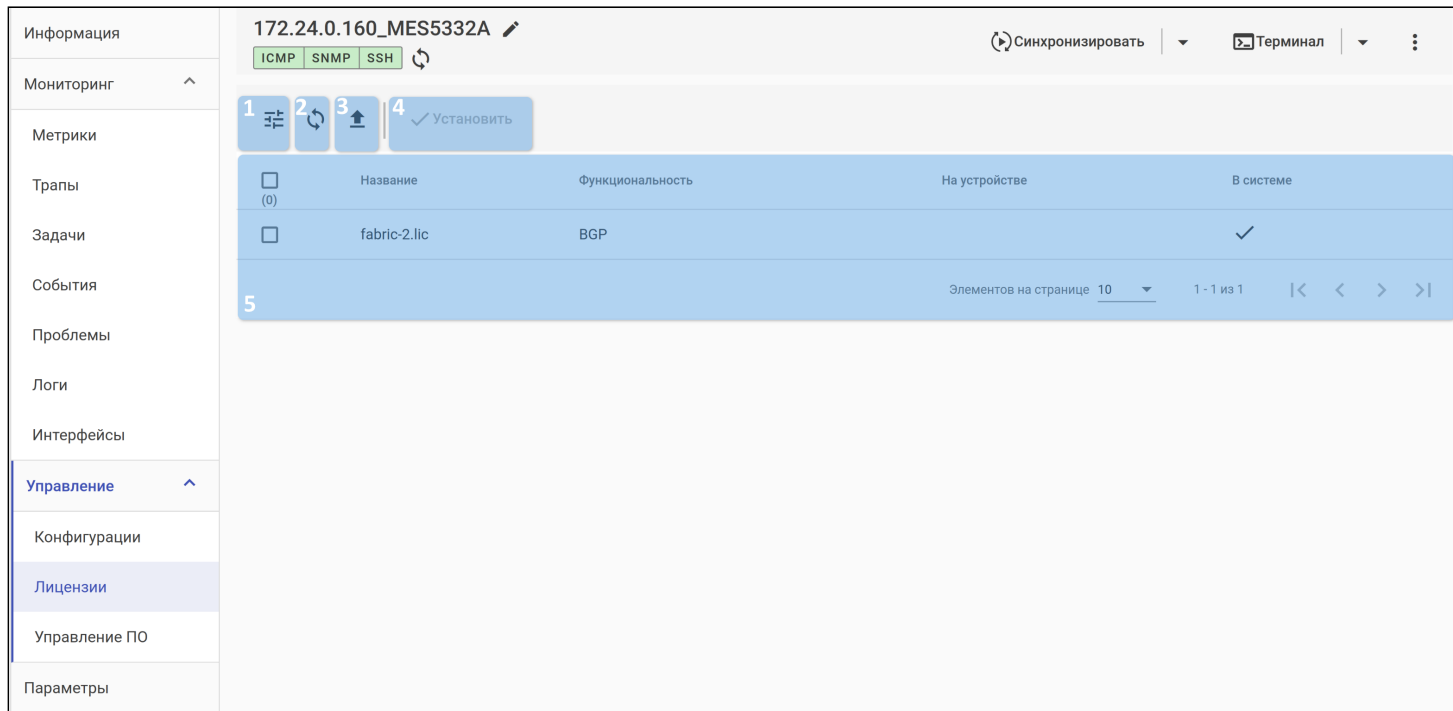 Информация
Мониторинг
Метрики
Трапы
Задачи
События
Проблемы
Логи
Интерфейсы
Управление
Конфигурации
Лицензии
Управление ПО
Параметры
172.24.0.160_MES5332A
ICMP SNMP SSH
Синхронизировать
Терминал
1 2 3 4 Установить
Название Функциональность На устройстве В системе
(0)
fabric-2.lic BGP
Элементов на странице 10 1 - 1 из 1
5